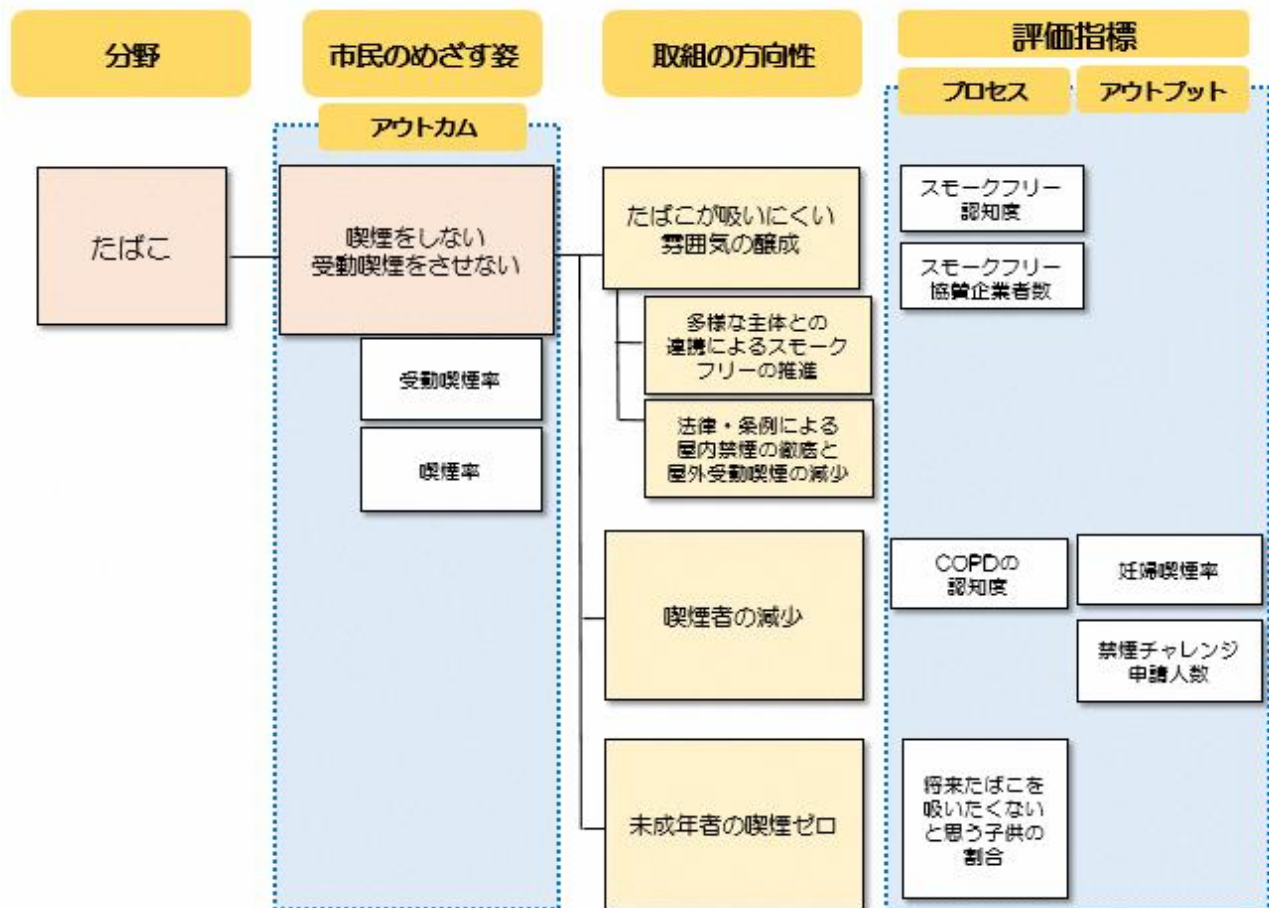 分野
市民のめざす姿
取組の方向性
評価指標
アウトカム
プロセス
アウトプット
たばこ
喫煙をしない
受動喫煙をさせない
受動喫煙率
喫煙率
たばこが吸いにくい
雰囲気の醸成
多様な主体との
連携によるスモーク
フリーの推進
法律・条例による
屋内禁煙の徹底と
屋外受動喫煙の減少
スモークフリー
認知度
スモークフリー
協賛企業者数
喫煙者の減少
COPDの
認知度
妊婦喫煙率
禁煙チャレンジ
申請人数
未成年者の喫煙ゼロ
将来たばこを
吸いたくない
と思う子供の
割合